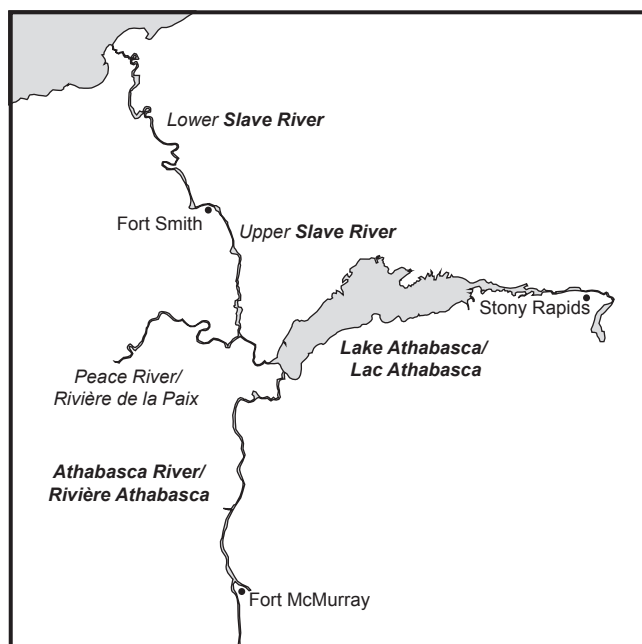 Lower Slave River
Fort Smith
Upper Slave River
Stony Rapids
Lake Athabasca/
Lac Athabasca
Peace River/
Rivière de la Paix
Athabasca River/
Rivière Athabasca
Fort McMurray